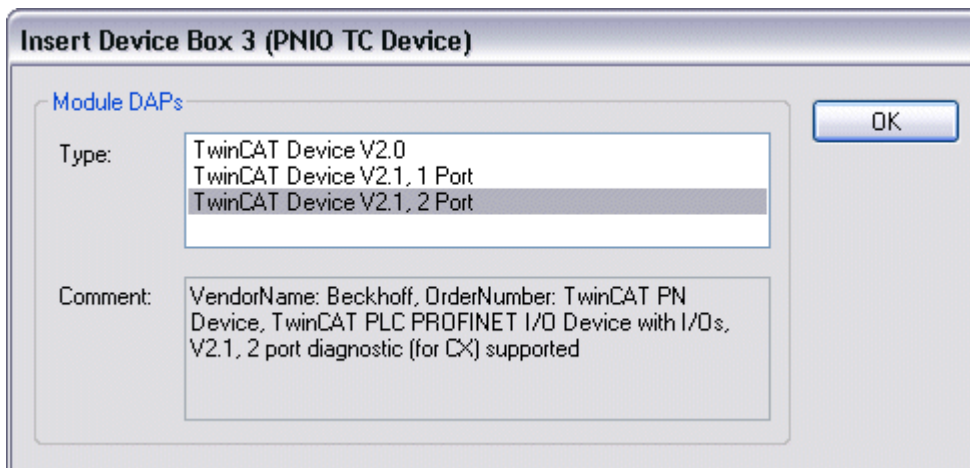 Insert Device Box 3 (PNIO TC Device)
Module DAPs
OK
Type:
TwinCAT Device V2.0
TwinCAT Device V2.1, 1 Port
TwinCAT Device V2.1, 2 Port
Comment:
VendorName: Beckhoff, OrderNumber: TwinCAT PN
Device, TwinCAT PLC PROFINET I/O Device with I/Os,
V2.1, 2 port diagnostic (for CX) supported